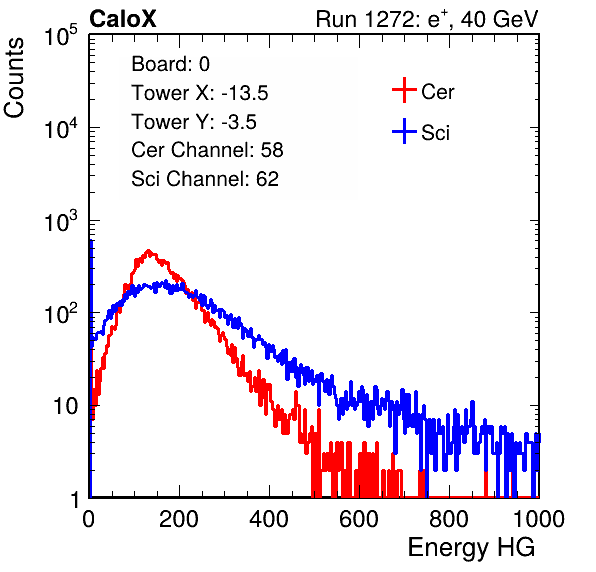 CaloX Run 1272: e⁺, 40 GeV
Counts
Board: 0
Tower X: -13.5
Tower Y: -3.5
Cer Channel: 58
Sci Channel: 62
Cer
Sci
10⁵
10⁴
10³
10²
10
1
0 200 400 600 800 1000
Energy HG